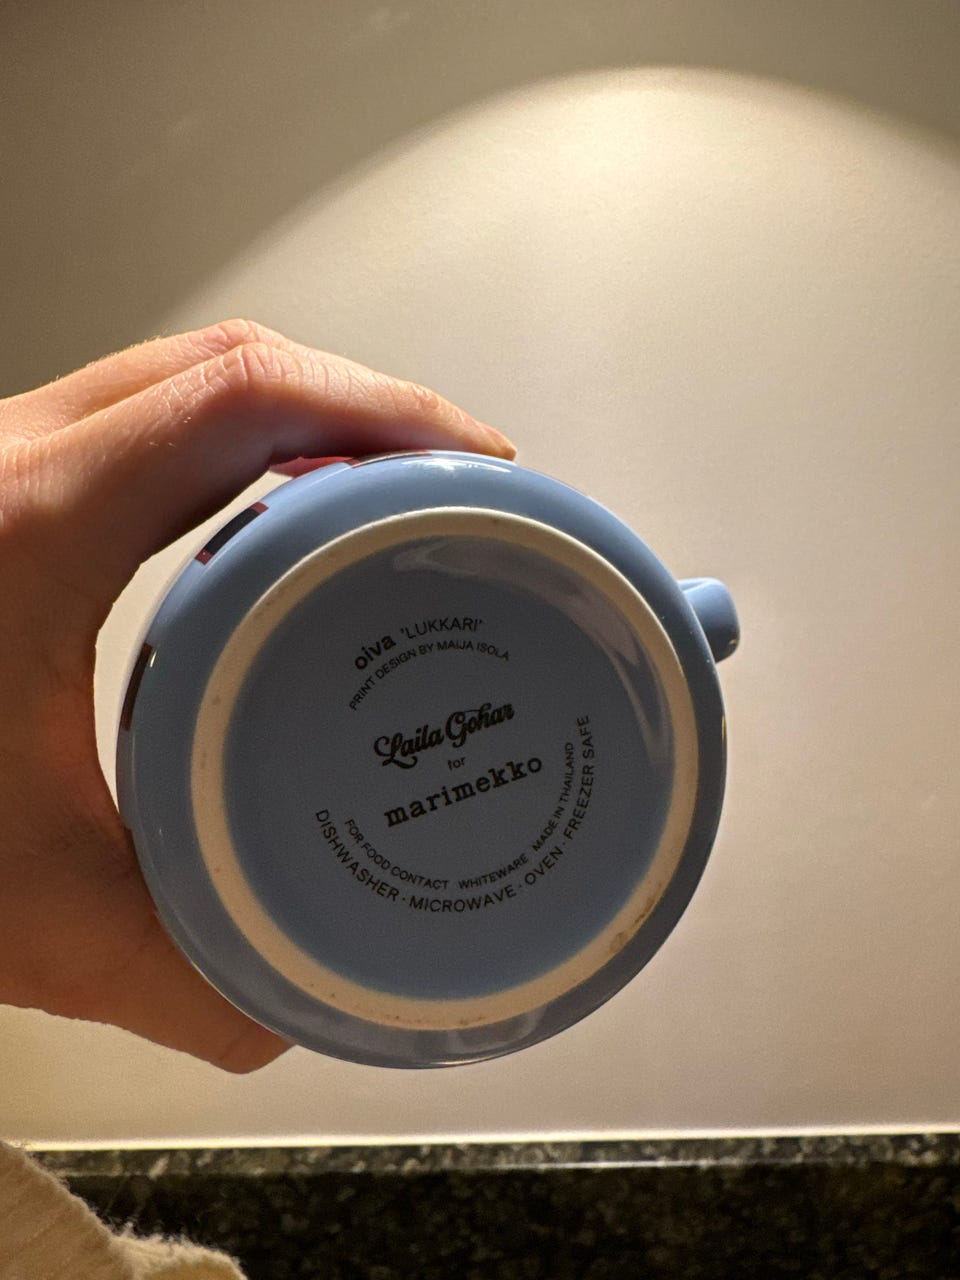 oiva 'LUKKARI'
PRINT DESIGN BY MAIJA ISOLA
Laila Gohar
for
marimekko
FOR FOOD CONTACT WHITEWARE MADE IN THAILAND
DISHWASHER · MICROWAVE · OVEN · FREEZER SAFE